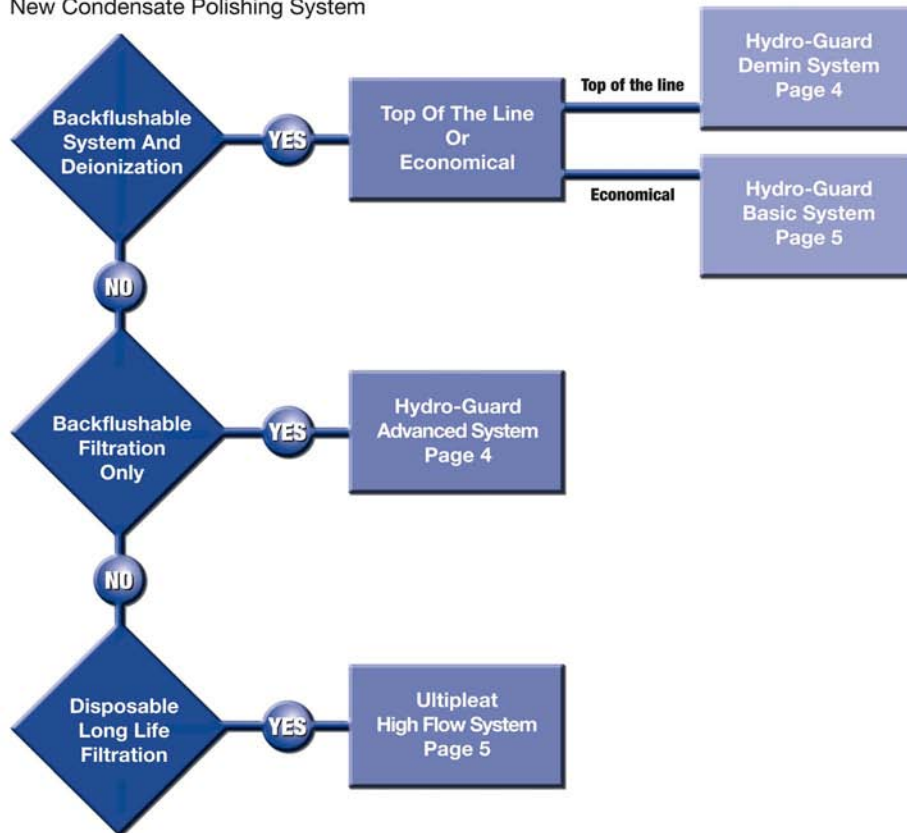 New Condensate Polishing System
Backflushable
System And
Deionization
YES
Top Of The Line
Or
Economical
Top of the line
Hydro-Guard
Demin System
Page 4
Economical
Hydro-Guard
Basic System
Page 5
NO
Backflushable
Filtration
Only
YES
Hydro-Guard
Advanced System
Page 4
NO
Disposable
Long Life
Filtration
YES
Ultipleat
High Flow System
Page 5